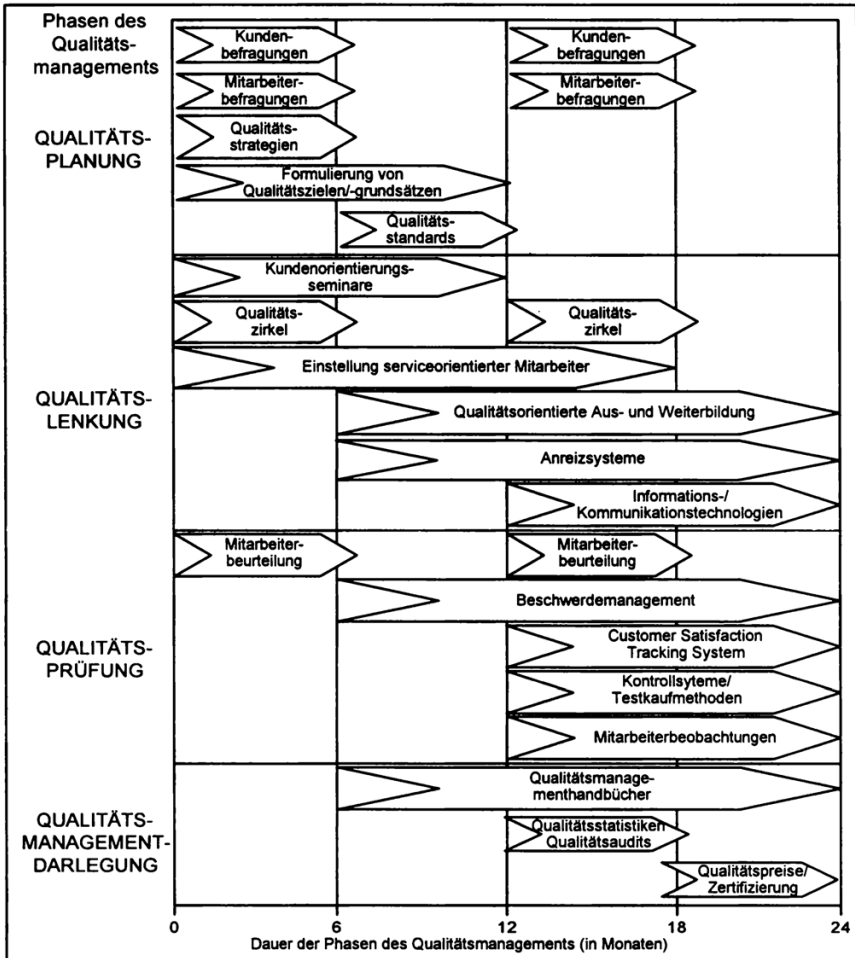 Phasen des
Qualitäts-
managements
Kunden-
befragungen
Kunden-
befragungen
Mitarbeiter-
befragungen
Mitarbeiter-
befragungen
QUALITÄTS-
PLANUNG
Qualitäts-
strategien
Formulierung von
Qualitätszielen/-grundsätzen
Qualitäts-
standards
QUALITÄTS-
LENKUNG
Kundenorientierungs-
seminare
Qualitäts-
zirkel
Qualitäts-
zirkel
Einstellung serviceorientierter Mitarbeiter
Qualitätsorientierte Aus- und Weiterbildung
Anreizsysteme
Informations-/
Kommunikationstechnologien
QUALITÄTS-
PRÜFUNG
Mitarbeiter-
beurteilung
Mitarbeiter-
beurteilung
Beschwerdemanagement
Customer Satisfaction
Tracking System
Kontrollsyteme/
Testkaufmethoden
Mitarbeiterbeobachtungen
QUALITÄTS-
MANAGEMENT-
DARLEGUNG
Qualitätsmanage-
menthandbücher
Qualitätsstatistiken
Qualitätsaudits
Qualitätspreise/
Zertifizierung
0 6 12 18 24
Dauer der Phasen des Qualitätsmanagements (in Monaten)